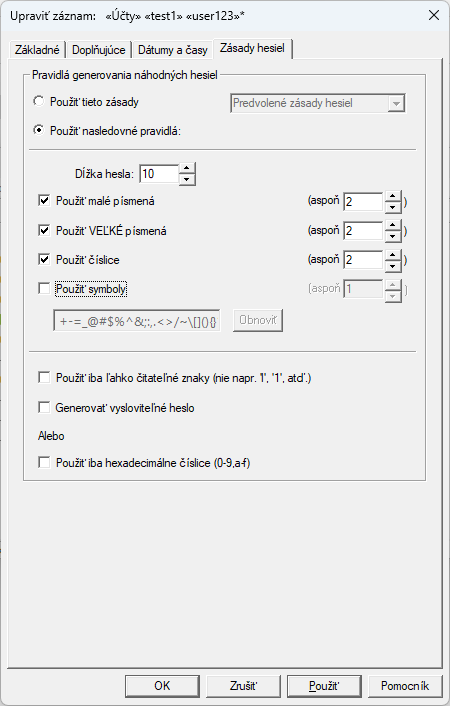 Upraviť záznam: «Účty» «test1» «user123»*
Základné Doplňujúce Dátumy a časy Zásady hesiel
Pravidlá generovania náhodných hesiel
Použiť tieto zásady Predvolené zásady hesiel
Použiť nasledovné pravidlá:
Dĺžka hesla: 10
Použiť malé písmená (aspoň 2 )
Použiť VEĽKÉ písmená (aspoň 2 )
Použiť číslice (aspoň 2 )
Použiť symboly (aspoň 1 )
+-=_@#$%^&;:,.<>/~\[](){} Obnoviť
Použiť iba ľahko čitateľné znaky (nie napr. 1', '1', atď.)
Generovať vysloviteľné heslo
Alebo
Použiť iba hexadecimálne číslice (0-9,a-f)
OK Zrušiť Použiť Pomocník